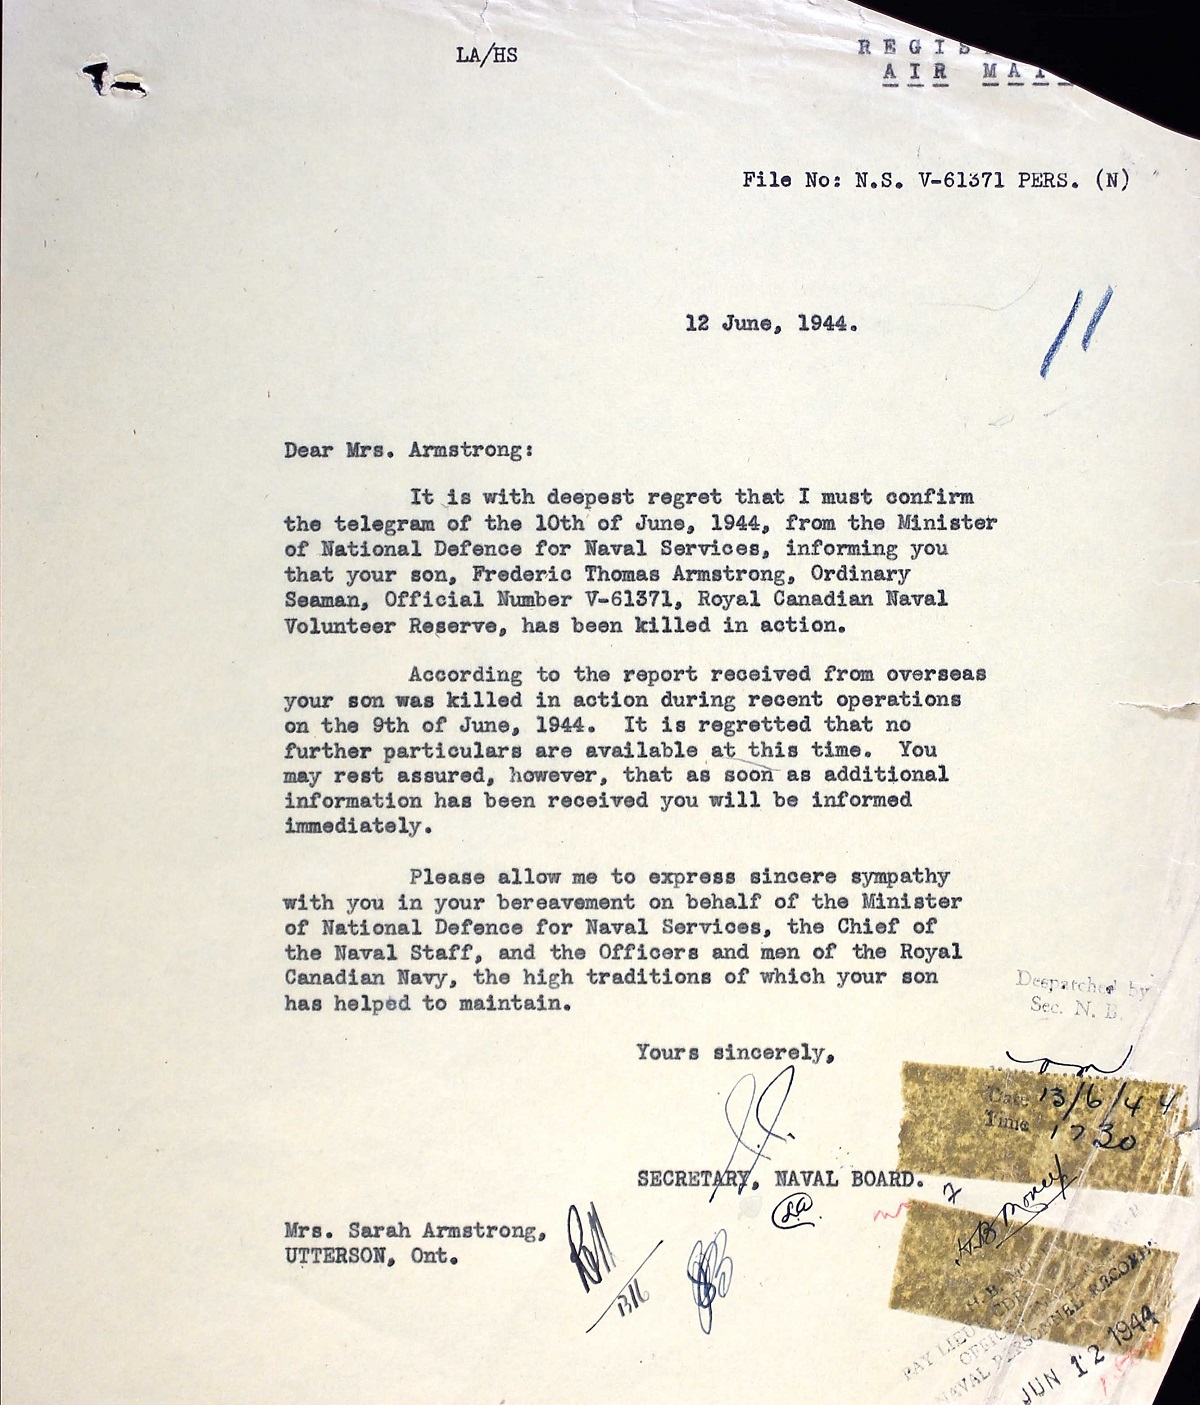 LA/HS
REGIS
AIR MAI
File No: N.S. V-61371 PERS. (N)
12 June, 1944.
11
Dear Mrs. Armstrong:
It is with deepest regret that I must confirm
the telegram of the 10th of June, 1944, from the Minister
of National Defence for Naval Services, informing you
that your son, Frederic Thomas Armstrong, Ordinary
Seaman, Official Number V-61371, Royal Canadian Naval
Volunteer Reserve, has been killed in action.
According to the report received from overseas
your son was killed in action during recent operations
on the 9th of June, 1944. It is regretted that no
further particulars are available at this time. You
may rest assured, however, that as soon as additional
information has been received you will be informed
immediately.
Please allow me to express sincere sympathy
with you in your bereavement on behalf of the Minister
of National Defence for Naval Services, the Chief of
the Naval Staff, and the Officers and men of the Royal
Canadian Navy, the high traditions of which your son
has helped to maintain.
Despatched by
Sec. N. B.
Yours sincerely,
Date 13/6/44
Time 1730
SECRETARY, NAVAL BOARD.
H.B. Money
Mrs. Sarah Armstrong,
UTTERSON, Ont.
PAY LIEU CDR
NAVAL PERSONNEL RECORDS
JUN 12 1944